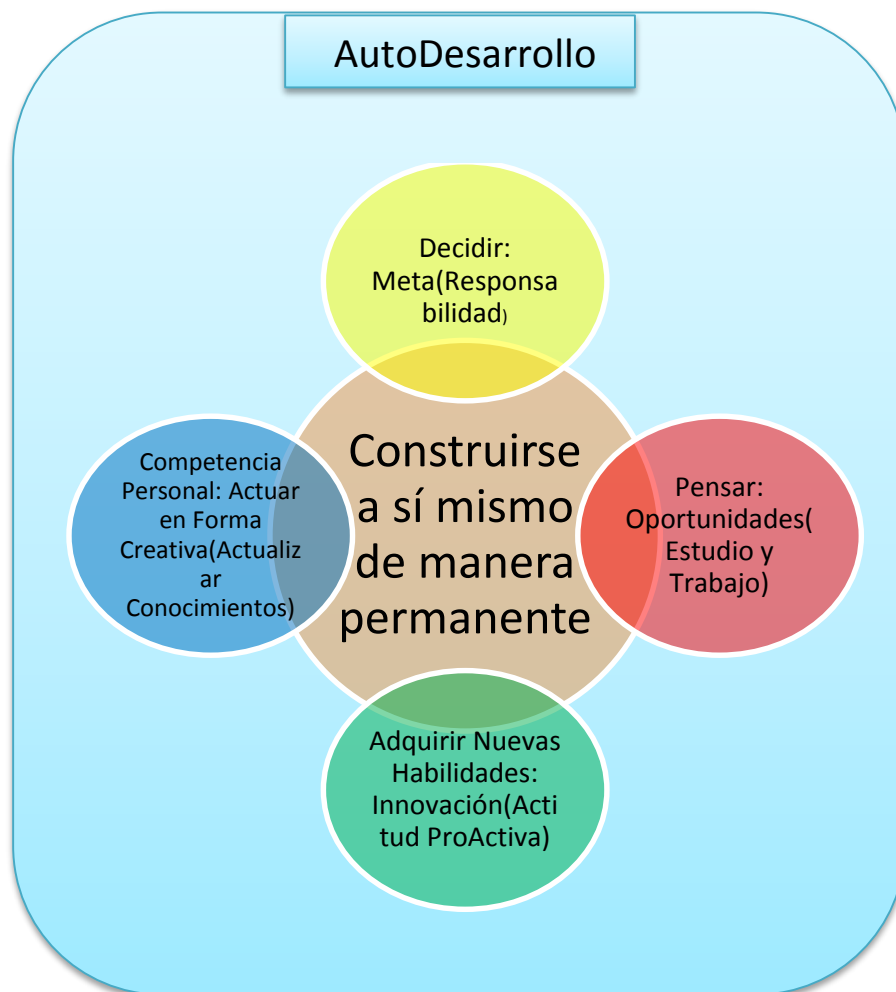 AutoDesarrollo
Decidir:
Meta(Responsa
bilidad)
Construirse
a sí mismo
de manera
permanente
Competencia
Personal: Actuar
en Forma
Creativa(Actualiz
ar
Conocimientos)
Pensar:
Oportunidades(
Estudio y
Trabajo)
Adquirir Nuevas
Habilidades:
Innovación(Acti
tud ProActiva)